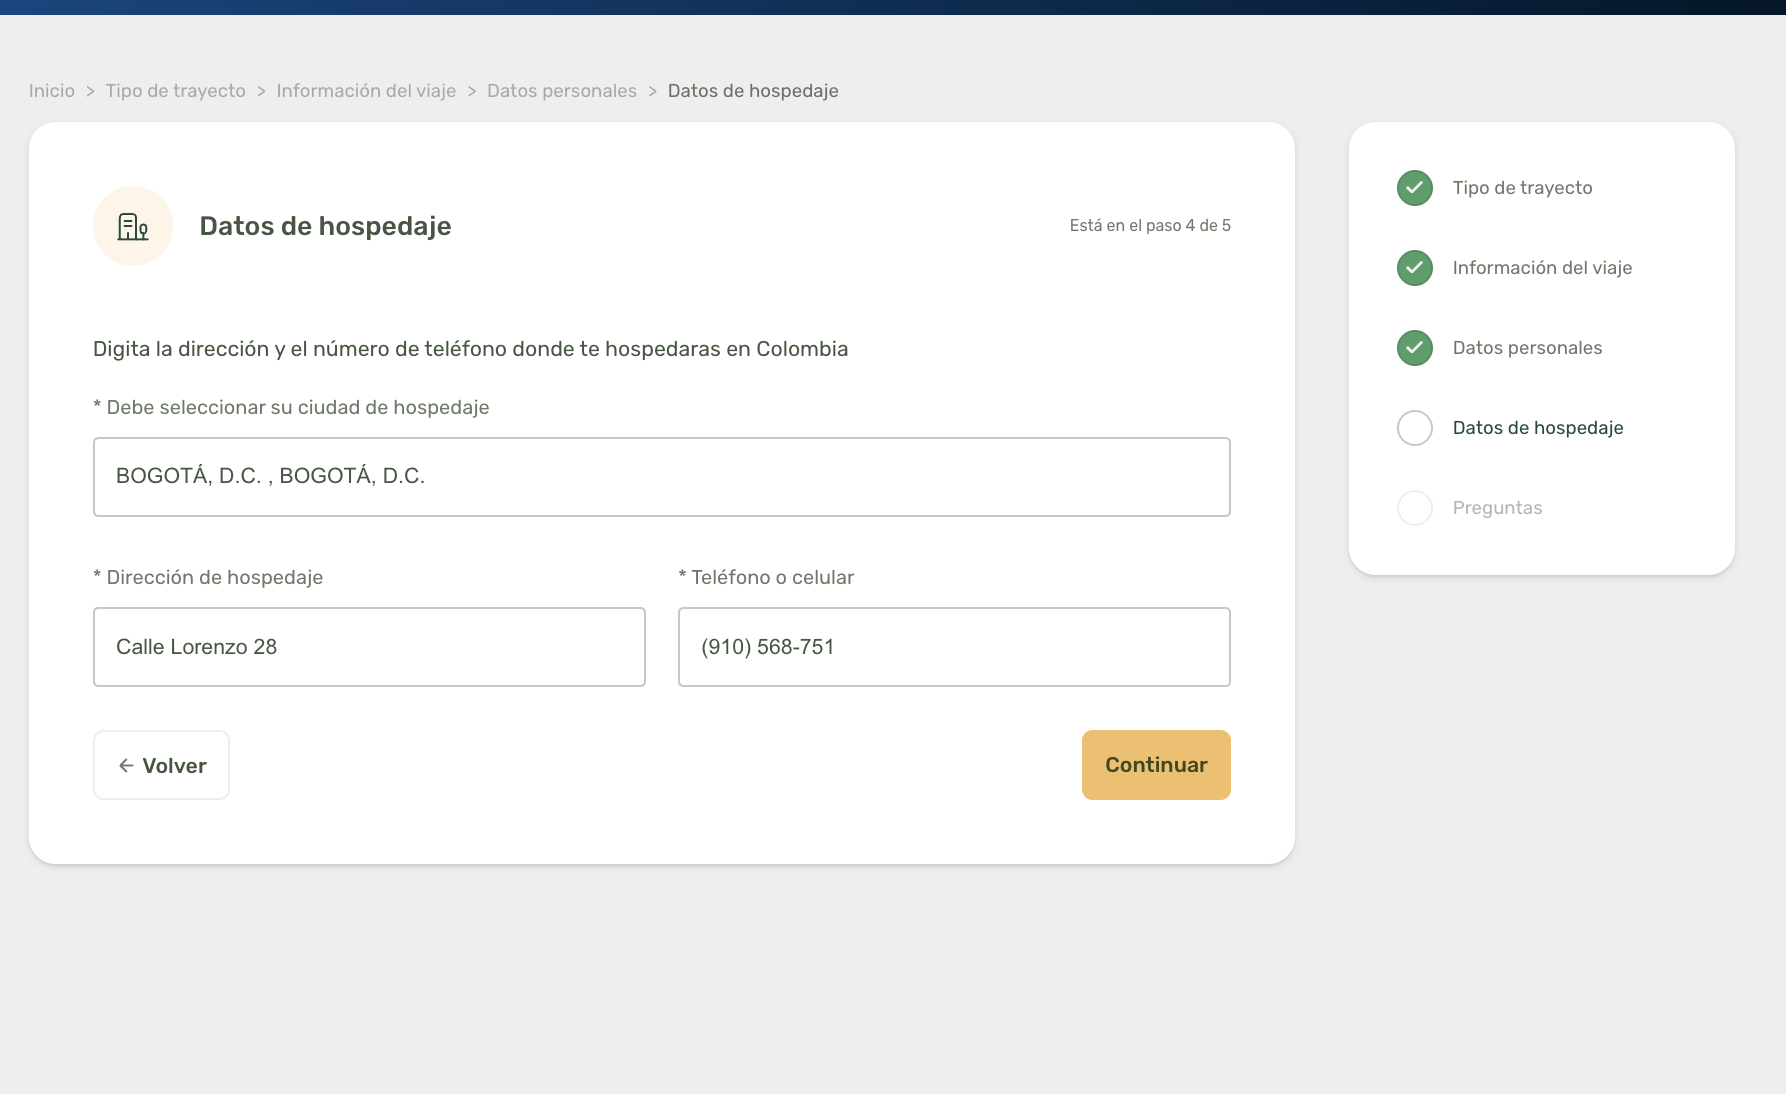 Inicio > Tipo de trayecto > Información del viaje > Datos personales > Datos de hospedaje
Datos de hospedaje
Está en el paso 4 de 5
Digita la dirección y el número de teléfono donde te hospedaras en Colombia
* Debe seleccionar su ciudad de hospedaje
BOGOTÁ, D.C. , BOGOTÁ, D.C.
* Dirección de hospedaje
Calle Lorenzo 28
* Teléfono o celular
(910) 568-751
← Volver
Continuar
Tipo de trayecto
Información del viaje
Datos personales
Datos de hospedaje
Preguntas